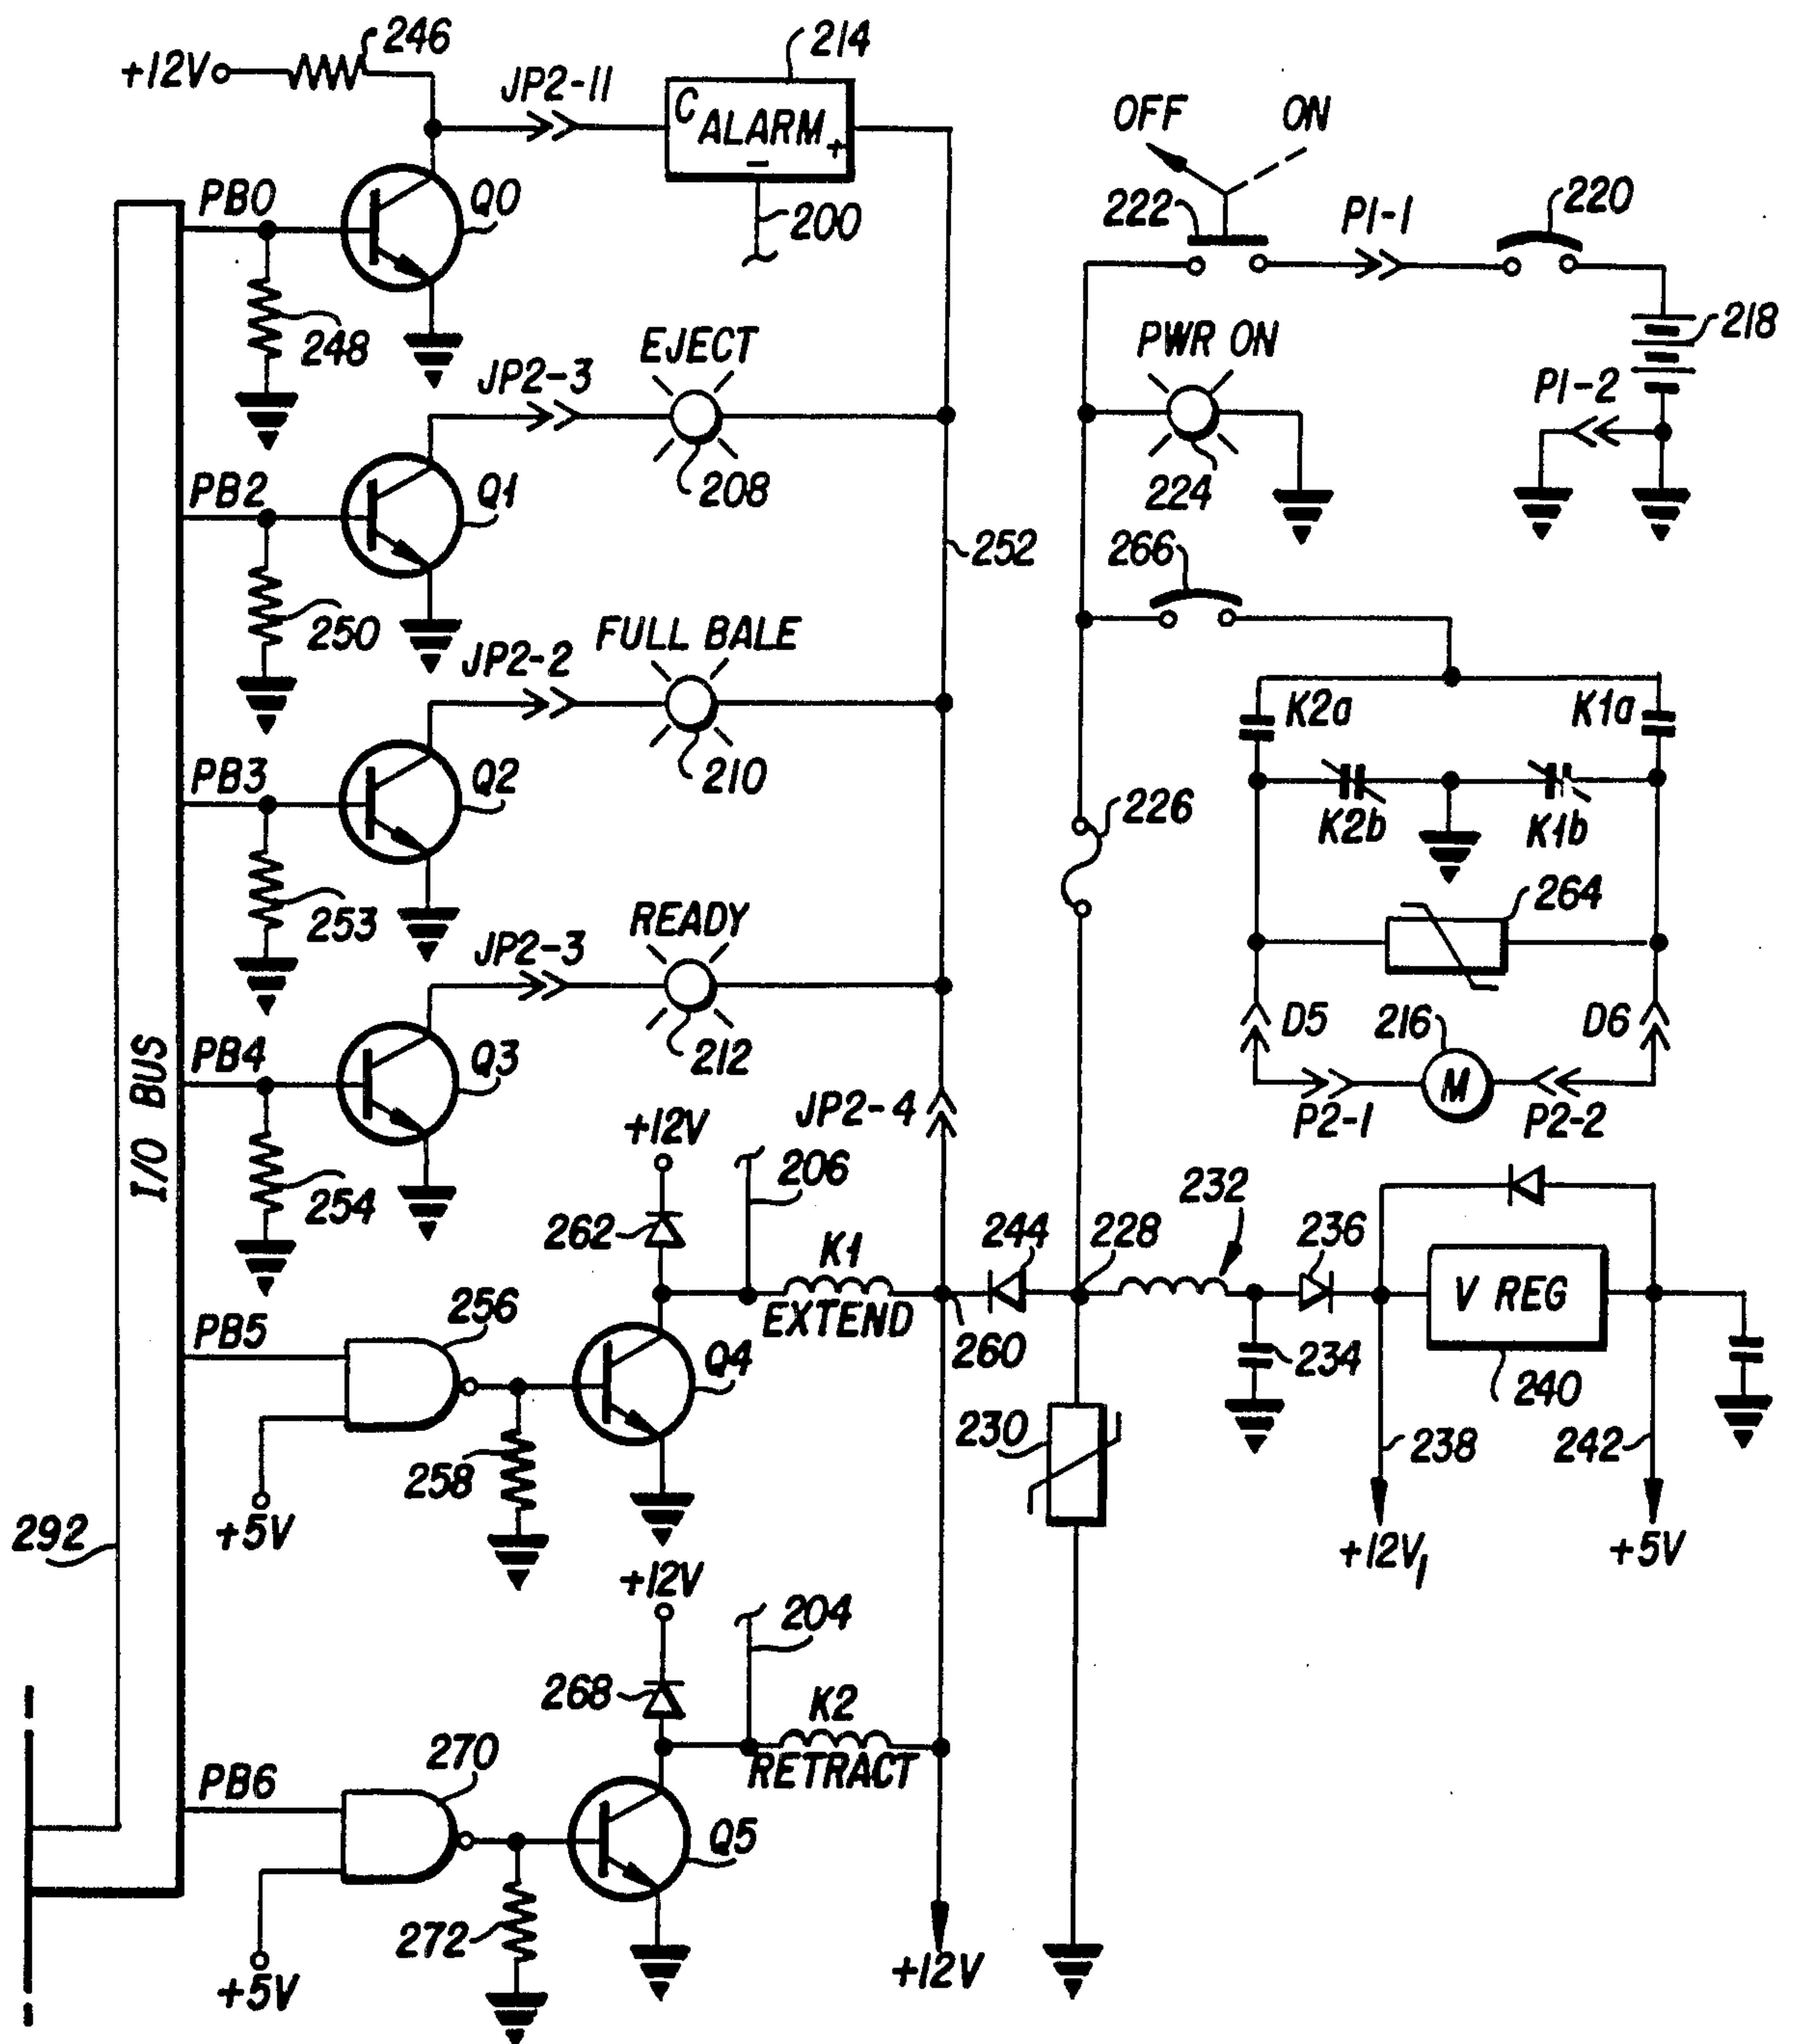 246
+12V
JP2-11
214
C ALARM +
-
200
PB0
Q0
248
OFF
ON
222
P1-1
220
218
P1-2
PWR ON
224
EJECT
JP2-3
208
PB2
Q1
250
252
266
FULL BALE
JP2-2
210
PB3
Q2
253
226
K2a
K1a
K2b
K1b
264
READY
JP2-3
212
PB4
Q3
254
I/O BUS
D5
216
D6
M
P2-1
P2-2
JP2-4
+12V
206
262
K1
EXTEND
244
228
232
236
V REG
240
260
234
230
238
242
+12V1
+5V
PB5
256
Q4
258
+5V
292
+12V
204
268
K2
RETRACT
PB6
270
Q5
272
+5V
+12V